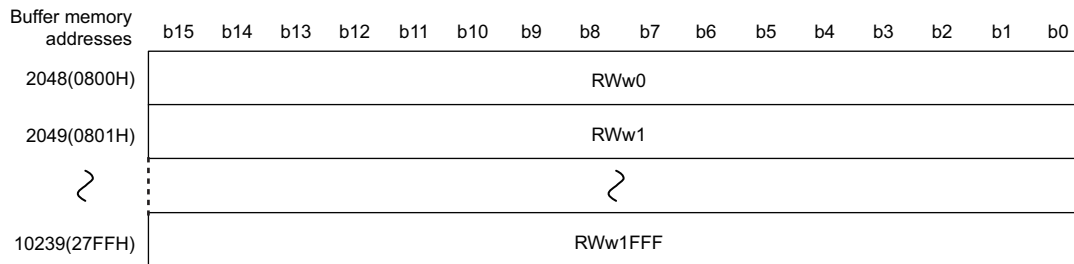 Buffer memory
addresses
b15 b14 b13 b12 b11 b10 b9 b8 b7 b6 b5 b4 b3 b2 b1 b0
2048(0800H) RWw0
2049(0801H) RWw1
10239(27FFH) RWw1FFF